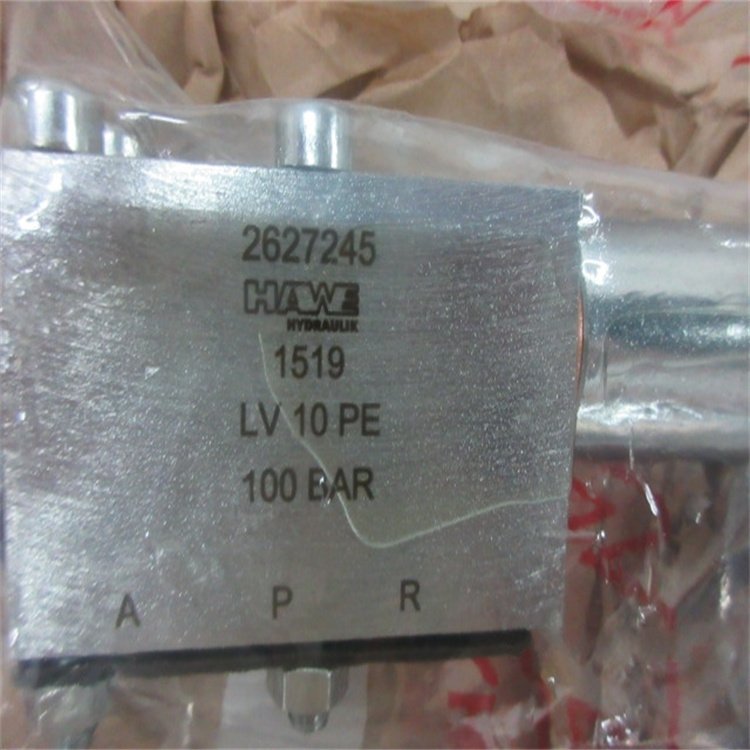 2627245
HAWE
HYDRAULIK
1519
LV 10 PE
100 BAR
A P R